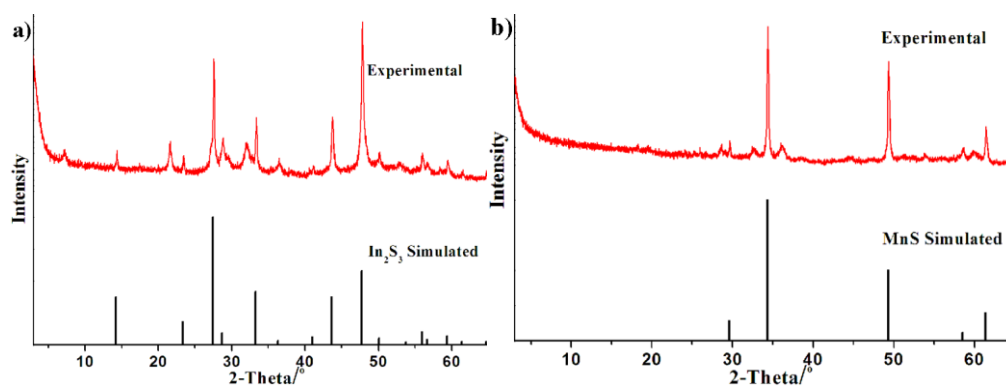 a)
Experimental
In₂S₃ Simulated
Intensity
10 20 30 40 50 60
2-Theta/°
b)
Experimental
MnS Simulated
Intensity
10 20 30 40 50 60
2-Theta/°